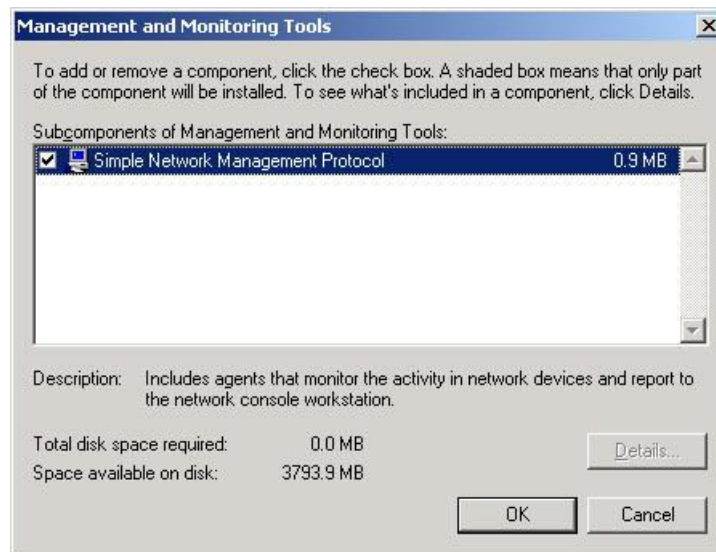 Management and Monitoring Tools
To add or remove a component, click the check box. A shaded box means that only part
of the component will be installed. To see what's included in a component, click Details.
Subcomponents of Management and Monitoring Tools:
Simple Network Management Protocol 0.9 MB
Description: Includes agents that monitor the activity in network devices and report to
the network console workstation.
Total disk space required: 0.0 MB
Details...
Space available on disk: 3793.9 MB
OK Cancel